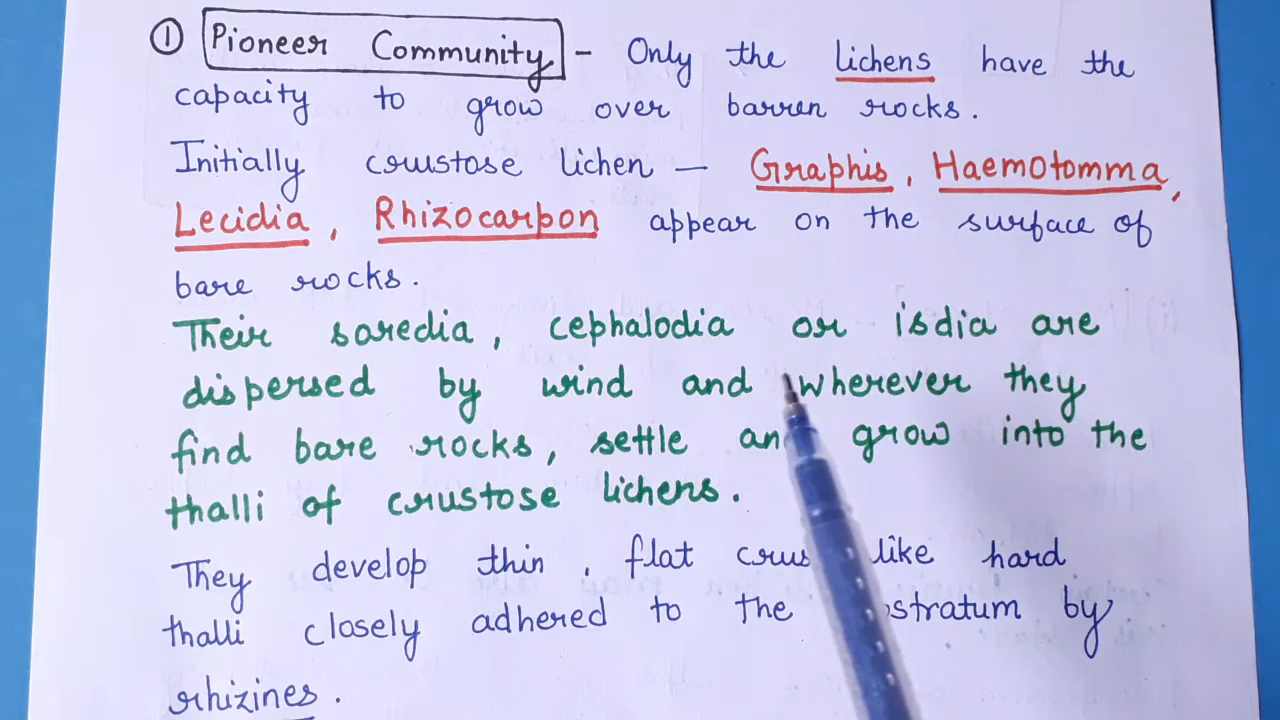 ① Pioneer Community - Only the lichens have the
capacity to grow over barren rocks.
Initially crustose lichen - Graphis, Haemotomma,
Lecidia, Rhizocarpon appear on the surface of
bare rocks.
Their soredia, cephalodia or isdia are
dispersed by wind and wherever they
find bare rocks, settle an grow into the
thalli of crustose lichens.
They develop thin, flat crus like hard
thalli closely adhered to the ostratum by
rhizines.